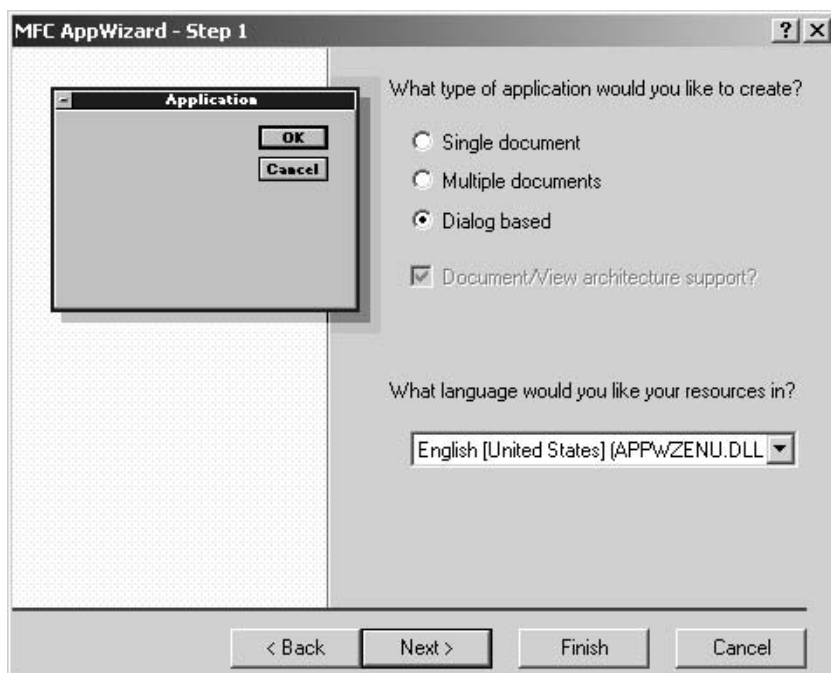 MFC AppWizard - Step 1
Application
OK
Cancel
What type of application would you like to create?
Single document
Multiple documents
Dialog based
Document/View architecture support?
What language would you like your resources in?
English [United States] (APPWZENU.DLL
< Back Next > Finish Cancel